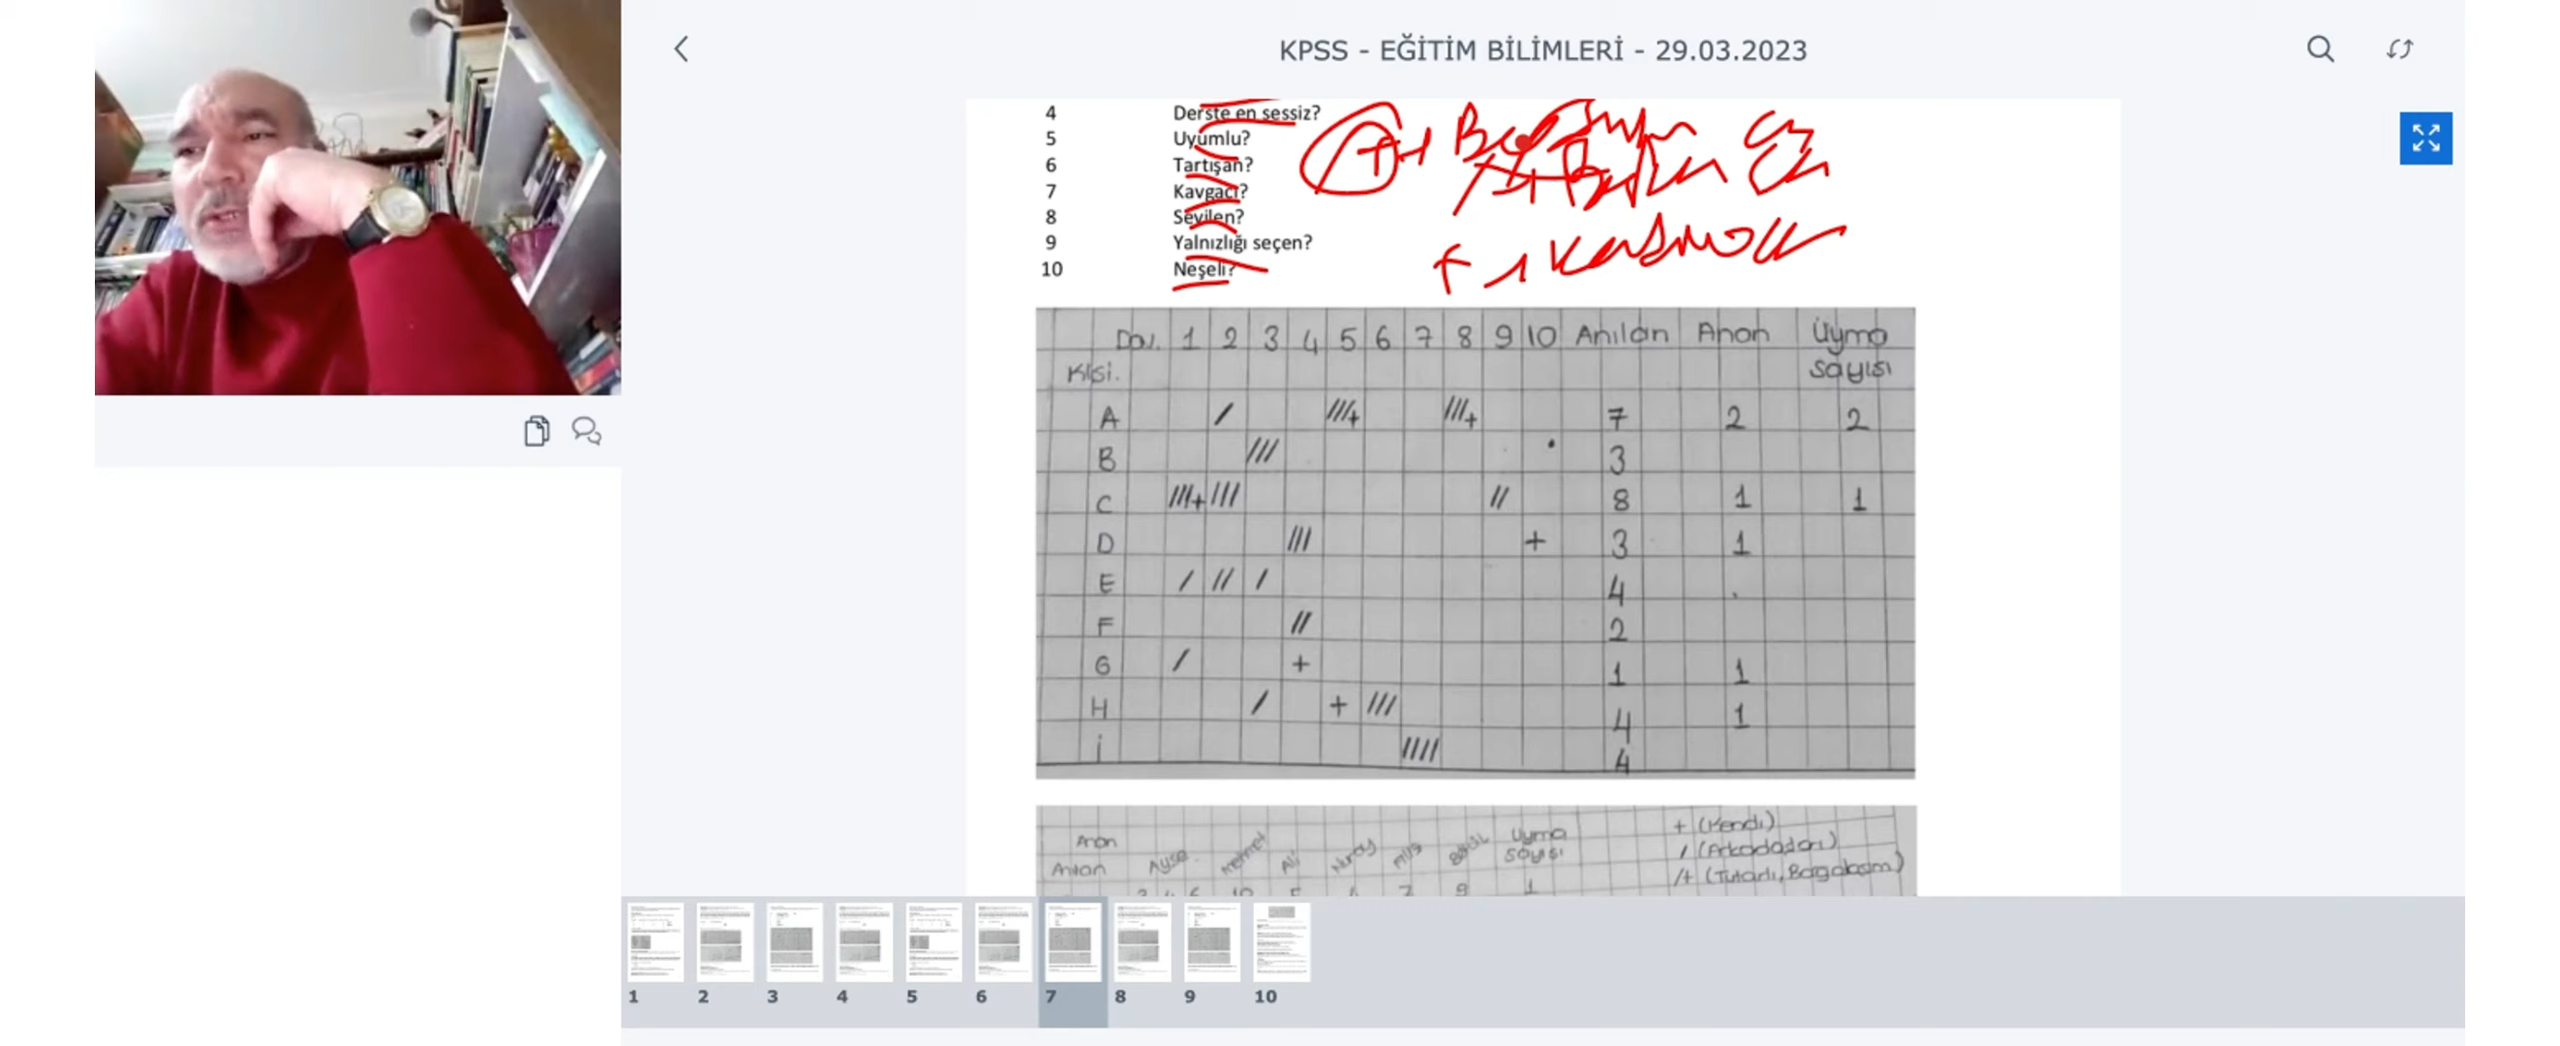 KPSS - EĞİTİM BİLİMLERİ - 29.03.2023
4 Derste en sessiz?
5 Uyumlu?
6 Tartışan?
7 Kavgacı?
8 Sevilen?
9 Yalnızlığı seçen?
10 Neşeli?
Dav. 1 2 3 4 5 6 7 8 9 10 Anılan Anan Uyma
Kişi. sayısı
A / ///+ ///+ 7 2 2
B /// 3
C ///+ /// // 8 1 1
D /// + 3 1
E / // / 4
F // 2
G / + 1 1
H / + /// 4 1
İ //// 4
Anan Ayşe Mehmet Ali Nuray Uyma sayısı
Anılan
+ (Kendi)
/ (Arkadaşları)
/+ (Tutarlı, Bağdaşım)
1 2 3 4 5 6 7 8 9 10